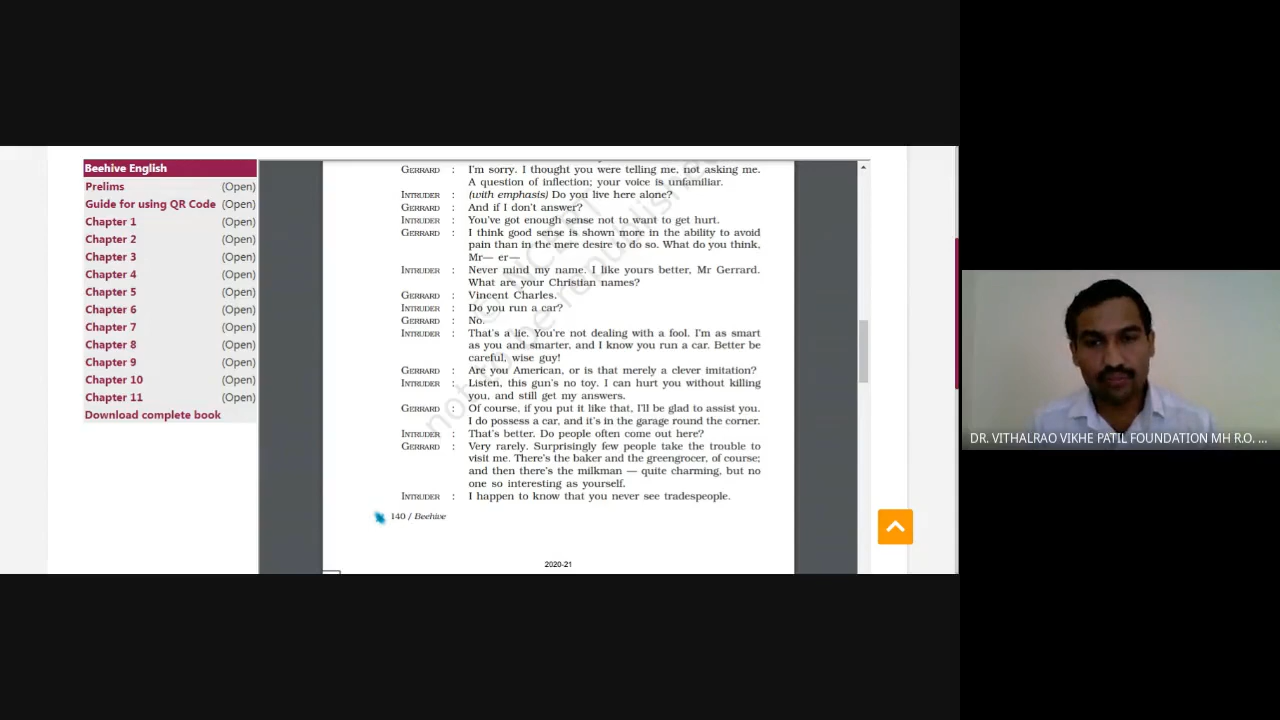 Beehive English
Prelims (Open)
Guide for using QR Code (Open)
Chapter 1 (Open)
Chapter 2 (Open)
Chapter 3 (Open)
Chapter 4 (Open)
Chapter 5 (Open)
Chapter 6 (Open)
Chapter 7 (Open)
Chapter 8 (Open)
Chapter 9 (Open)
Chapter 10 (Open)
Chapter 11 (Open)
Download complete book
GERRARD : I'm sorry. I thought you were telling me, not asking me.
A question of inflection; your voice is unfamiliar.
INTRUDER : (with emphasis) Do you live here alone?
GERRARD : And if I don't answer?
INTRUDER : You've got enough sense not to want to get hurt.
GERRARD : I think good sense is shown more in the ability to avoid
pain than in the mere desire to do so. What do you think,
Mr— er—
INTRUDER : Never mind my name. I like yours better, Mr Gerrard.
What are your Christian names?
GERRARD : Vincent Charles.
INTRUDER : Do you run a car?
GERRARD : No.
INTRUDER : That's a lie. You're not dealing with a fool. I'm as smart
as you and smarter, and I know you run a car. Better be
careful, wise guy!
GERRARD : Are you American, or is that merely a clever imitation?
INTRUDER : Listen, this gun's no toy. I can hurt you without killing
you, and still get my answers.
GERRARD : Of course, if you put it like that, I'll be glad to assist you.
I do possess a car, and it's in the garage round the corner.
INTRUDER : That's better. Do people often come out here?
GERRARD : Very rarely. Surprisingly few people take the trouble to
visit me. There's the baker and the greengrocer, of course;
and then there's the milkman — quite charming, but no
one so interesting as yourself.
INTRUDER : I happen to know that you never see tradespeople.
140 / Beehive
2020-21
not to be republished
DR. VITHALRAO VIKHE PATIL FOUNDATION MH R.O. ...